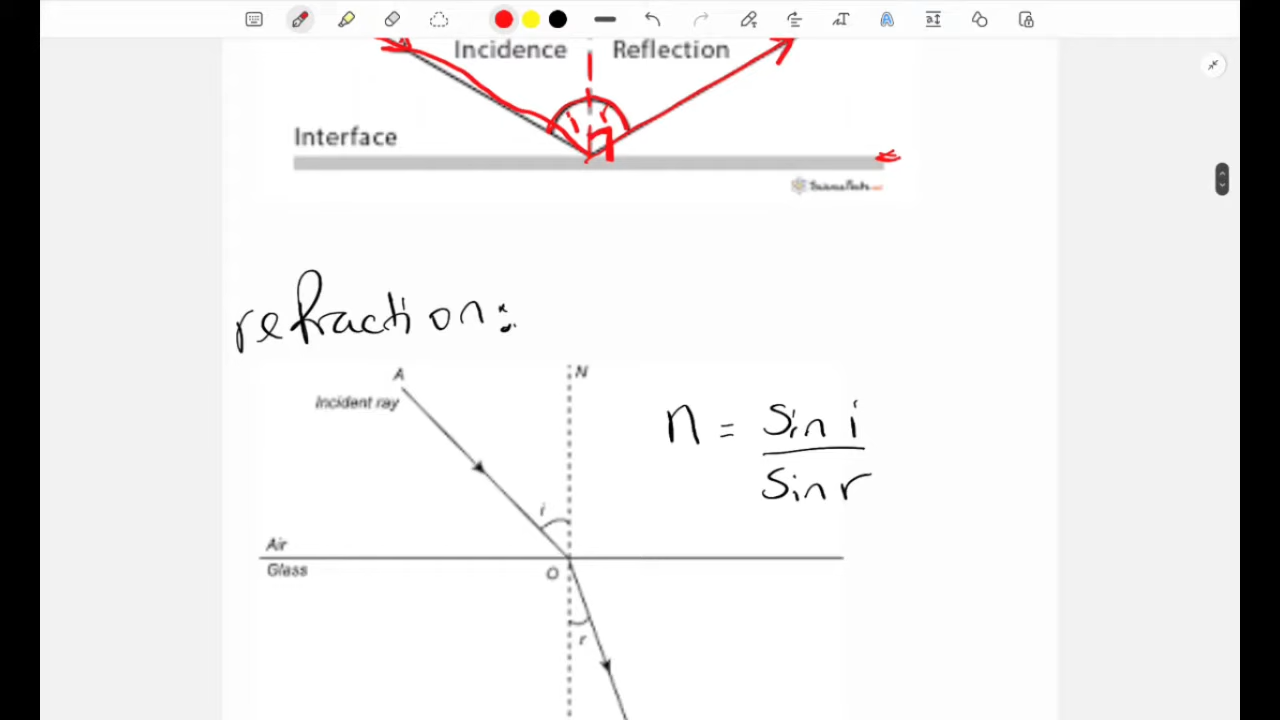 Incidence Reflection
Interface
refraction:
A
N
Incident ray
n = sin i / sin r
i
Air
Glass
O
r